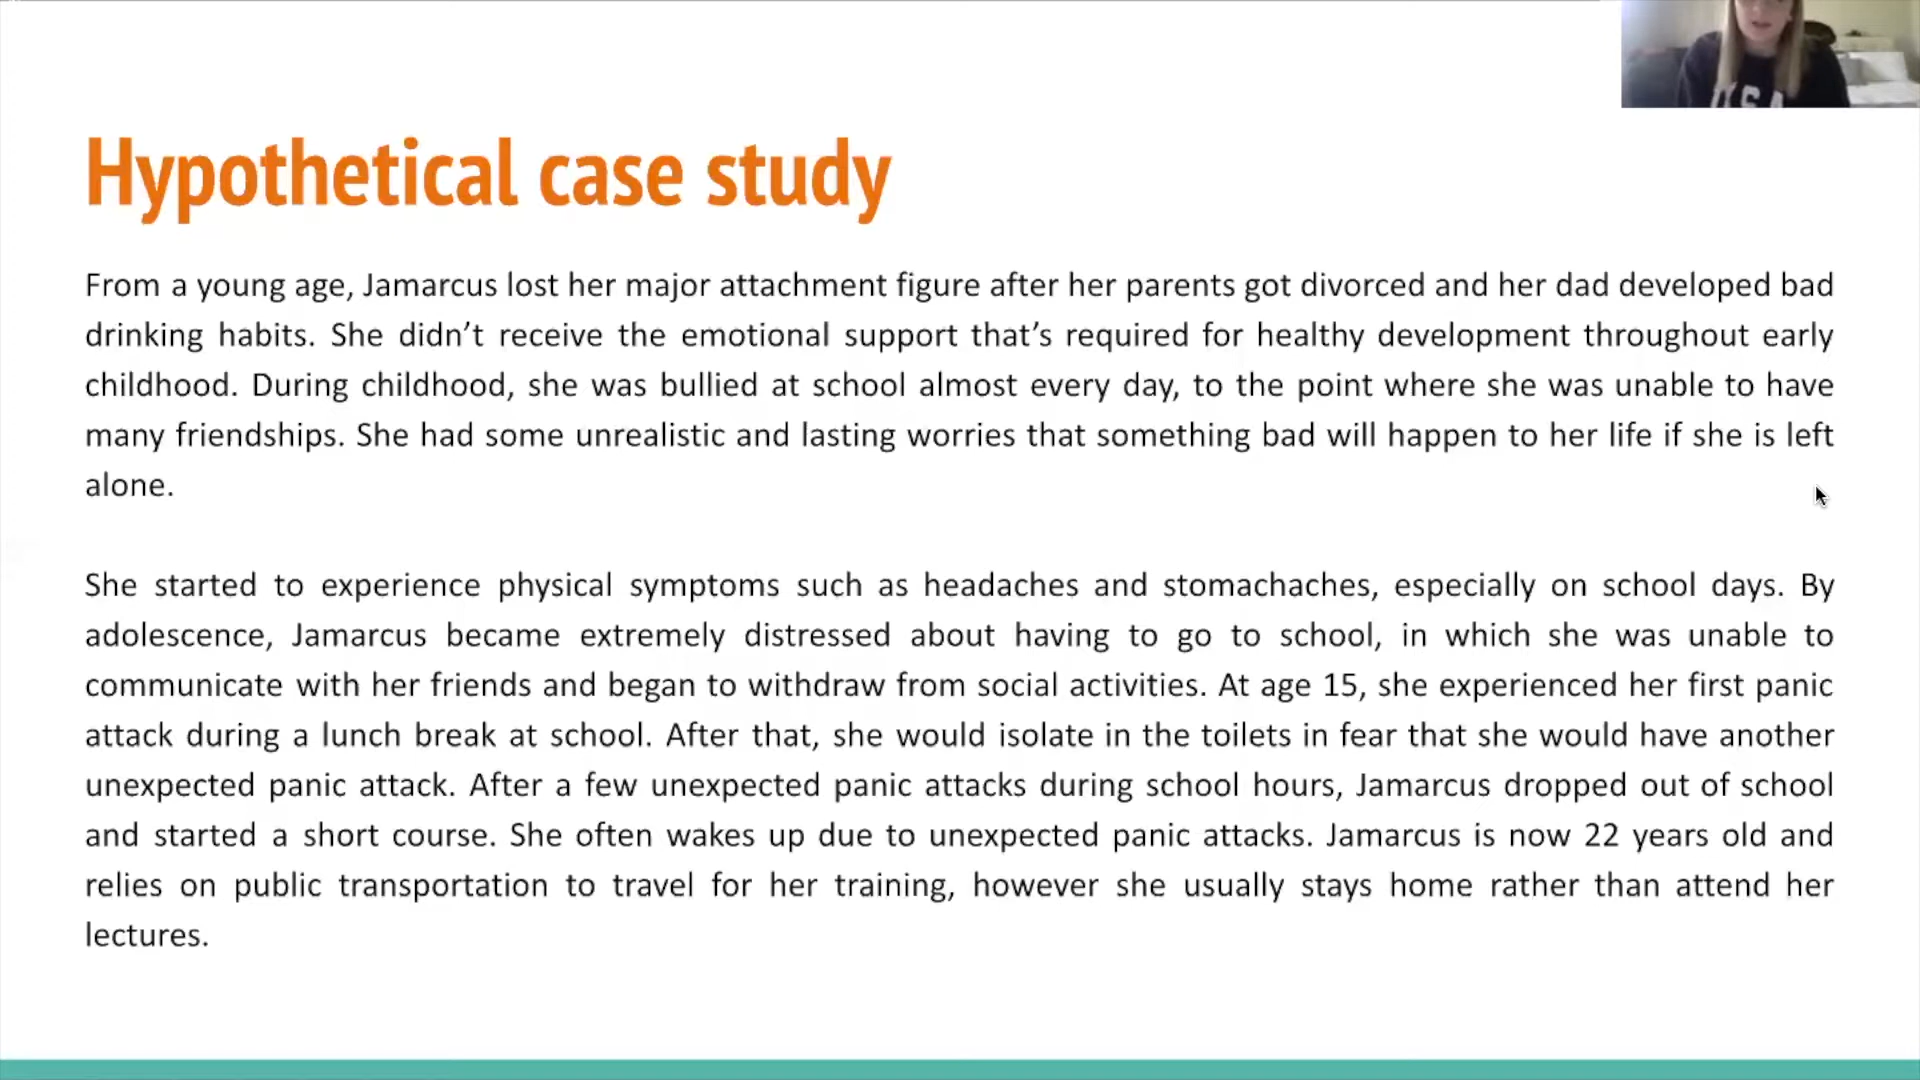 Hypothetical case study
From a young age, Jamarcus lost her major attachment figure after her parents got divorced and her dad developed bad
drinking habits. She didn’t receive the emotional support that’s required for healthy development throughout early
childhood. During childhood, she was bullied at school almost every day, to the point where she was unable to have
many friendships. She had some unrealistic and lasting worries that something bad will happen to her life if she is left
alone.
She started to experience physical symptoms such as headaches and stomachaches, especially on school days. By
adolescence, Jamarcus became extremely distressed about having to go to school, in which she was unable to
communicate with her friends and began to withdraw from social activities. At age 15, she experienced her first panic
attack during a lunch break at school. After that, she would isolate in the toilets in fear that she would have another
unexpected panic attack. After a few unexpected panic attacks during school hours, Jamarcus dropped out of school
and started a short course. She often wakes up due to unexpected panic attacks. Jamarcus is now 22 years old and
relies on public transportation to travel for her training, however she usually stays home rather than attend her
lectures.